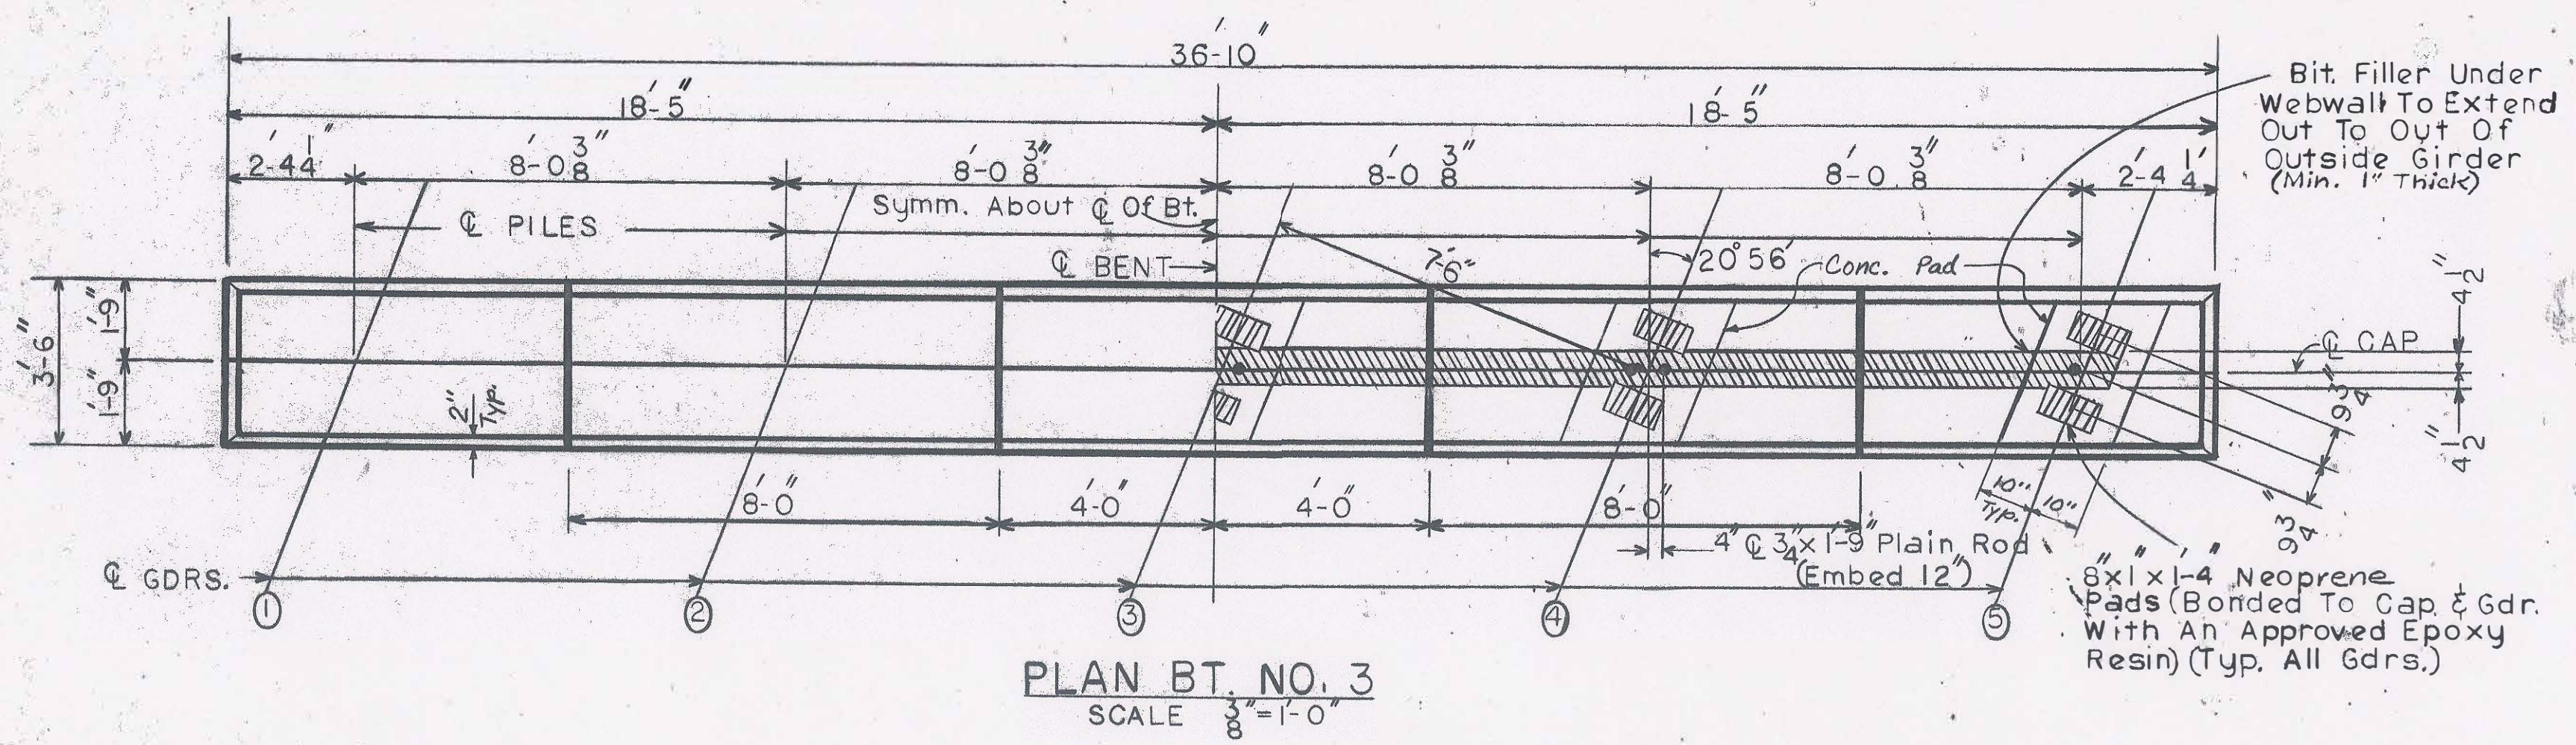 36'-10"
18'-5"
18'-5"
2'-4 1/4"
8'-0 3/8"
8'-0 3/8"
8'-0 3/8"
8'-0 3/8"
2'-4 1/4'
Bit. Filler Under
Webwall To Extend
Out To Oyt Of
Outside Girder
(Min. 1" Thick)
Symm. About ℄ Of Bt.
℄ PILES
℄ BENT
7'-6"
20°56'
Conc. Pad
3'-6"
1'-9"
1'-9"
2"
Typ.
4 1/2"
℄ CAP
9 3/4"
4 1/2"
9 3/4"
8'-0"
4'-0"
4'-0"
8'-0"
10"
Typ.
10"
4" ℄ 3/4" x 1'-9" Plain Rod
(Embed 12")
℄ GDRS.
1
2
3
4
5
8"x1"x1'-4" Neoprene
Pads (Bonded To Cap & Gdr.
With An Approved Epoxy
Resin) (Typ. All Gdrs.)
PLAN BT. NO. 3
SCALE 3/8"=1'-0"